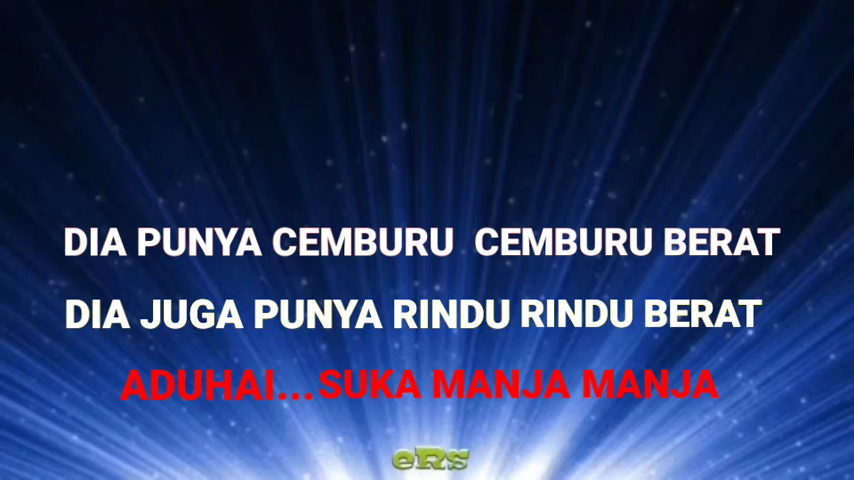 DIA PUNYA CEMBURU CEMBURU BERAT
DIA JUGA PUNYA RINDU RINDU BERAT
ADUHAI...SUKA MANJA MANJA
eRs